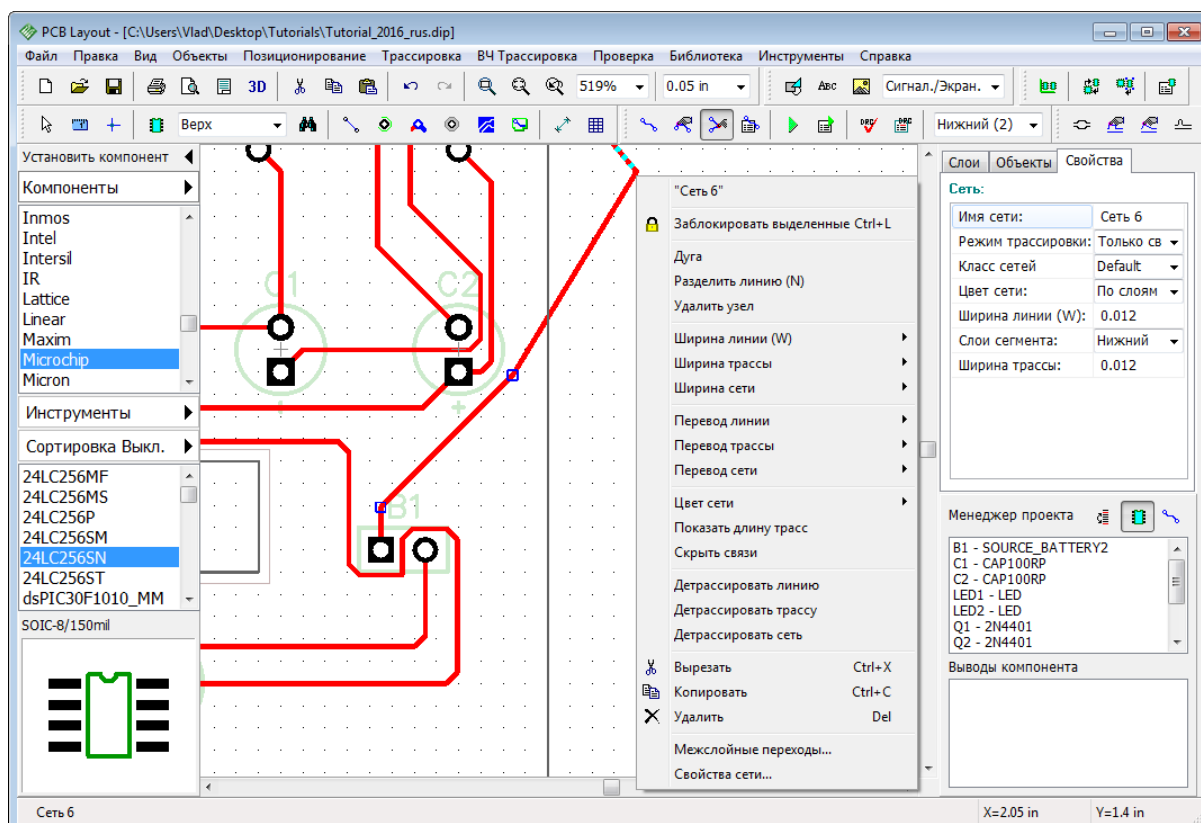 PCB Layout - [C:\Users\Vlad\Desktop\Tutorials\Tutorial_2016_rus.dip]
Файл Правка Вид Объекты Позиционирование Трассировка ВЧ Трассировка Проверка Библиотека Инструменты Справка
3D 519% 0.05 in ABC Сигнал./Экран.
Верх DRC DRC Нижний (2)
Установить компонент
Компоненты
Inmos
Intel
Intersil
IR
Lattice
Linear
Maxim
Microchip
Micron
Инструменты
Сортировка Выкл.
24LC256MF
24LC256MS
24LC256P
24LC256SM
24LC256SN
24LC256ST
dsPIC30F1010_MM
SOIC-8/150mil
C1
C2
B1
"Сеть 6"
Заблокировать выделенные Ctrl+L
Дуга
Разделить линию (N)
Удалить узел
Ширина линии (W)
Ширина трассы
Ширина сети
Перевод линии
Перевод трассы
Перевод сети
Цвет сети
Показать длину трасс
Скрыть связи
Детрассировать линию
Детрассировать трассу
Детрассировать сеть
Вырезать Ctrl+X
Копировать Ctrl+C
Удалить Del
Межслойные переходы...
Свойства сети...
Слои Объекты Свойства
Сеть:
Имя сети: Сеть 6
Режим трассировки: Только св
Класс сетей Default
Цвет сети: По слоям
Ширина линии (W): 0.012
Слои сегмента: Нижний
Ширина трассы: 0.012
Менеджер проекта
B1 - SOURCE_BATTERY2
C1 - CAP100RP
C2 - CAP100RP
LED1 - LED
LED2 - LED
Q1 - 2N4401
Q2 - 2N4401
Выводы компонента
Сеть 6 X=2.05 in Y=1.4 in